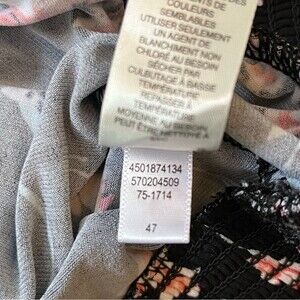 COULEURS
SEMBLABLES
UTILISER SEULEMENT
UN AGENT DE
BLANCHIMENT NON
CHLORÉ AU BESOIN
SÉCHER PAR
CULBUTAGE À BASSE
TEMPÉRATURE
REPASSER À
TEMPÉRATURE
MOYENNE AU BESOIN
PEUT ÊTRE NETTOYÉ À
4501874134
570204509
75-1714
47